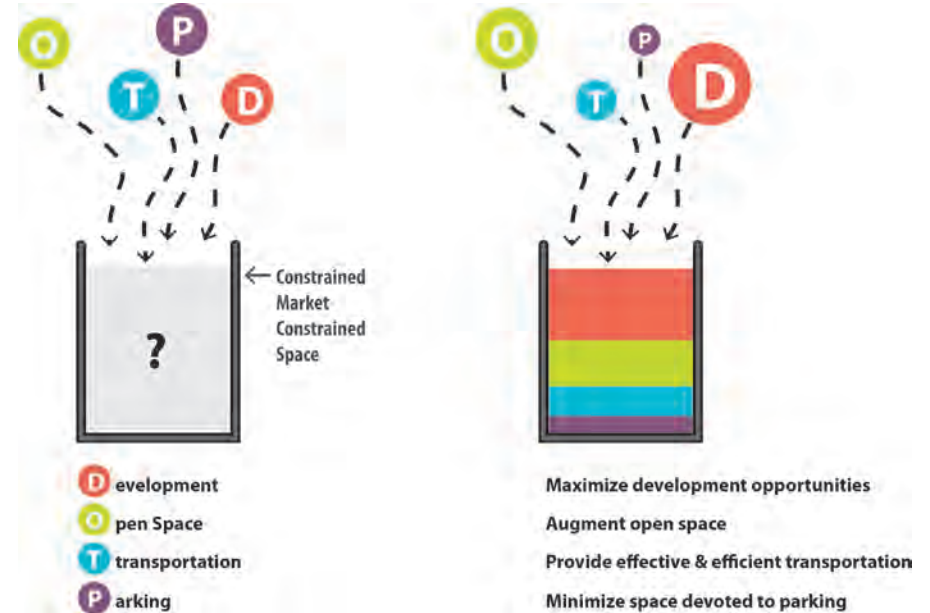 O
P
T
D
O
P
T
D
← Constrained
Market
Constrained
Space
?
D evelopment
O pen Space
T transportation
P arking
Maximize development opportunities
Augment open space
Provide effective & efficient transportation
Minimize space devoted to parking